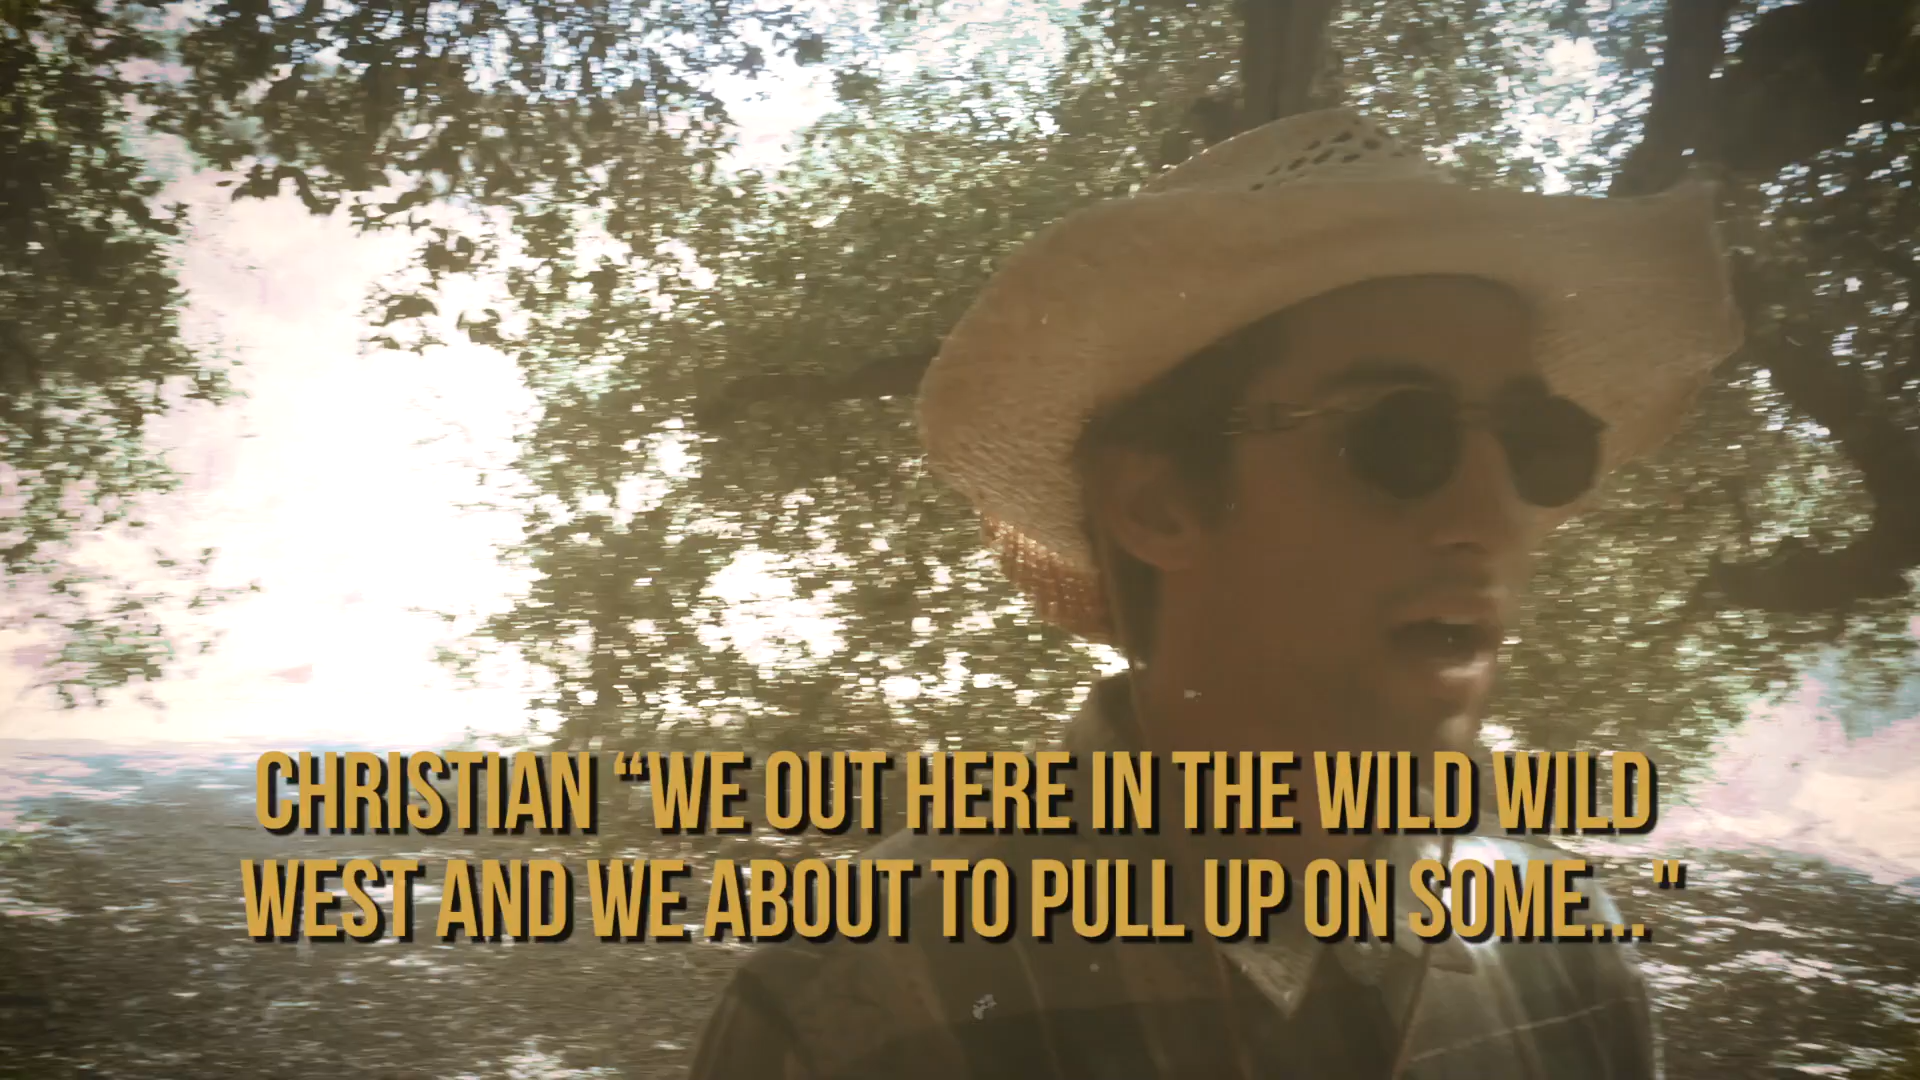 CHRISTIAN “WE OUT HERE IN THE WILD WILD
WEST AND WE ABOUT TO PULL UP ON SOME..."